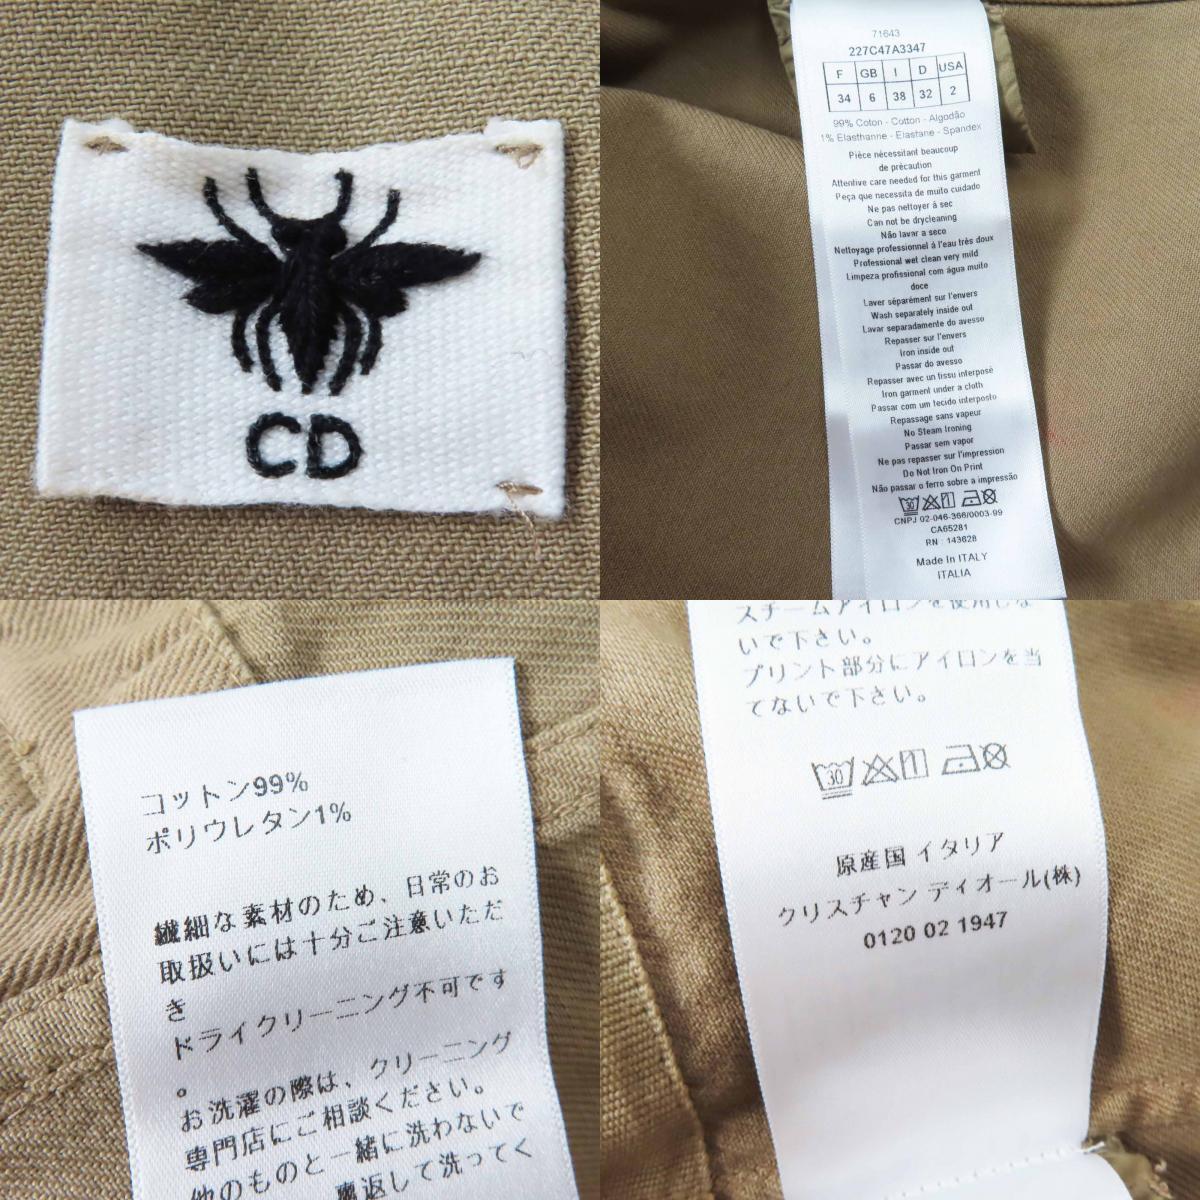 CD
71643
227C47A3347
F GB I D USA
34 6 38 32 2
99% Coton - Cotton - Algodão
1% Elasthanne - Elastane - Spandex
Pièce nécessitant beaucoup
de précaution
Attentive care needed for this garment
Peça que necessita de muito cuidado
Ne pas nettoyer à sec
Can not be drycleaning
Não lavar a seco
Nettoyage professionnel à l'eau très doux
Professional wet clean very mild
Limpeza profissional com água muito
doce
Laver séparément sur l'envers
Wash separately inside out
Lavar separadamente do avesso
Repasser sur l'envers
Iron inside out
Passar do avesso
Repasser avec un tissu interposé
Iron garment under a cloth
Passar com um tecido interposto
Repassage sans vapeur
No Steam Ironing
Passar sem vapor
Ne pas repasser sur l'impression
Do Not Iron On Print
Não passar o ferro sobre a impressão
30
CNPJ 02-046-366/0003-99
CA65281
RN : 143628
Made in ITALY
ITALIA
コットン99%
ポリウレタン1%
繊細な素材のため、日常のお
取扱いには十分ご注意いただ
き
ドライクリーニング不可です
。
お洗濯の際は、クリーニング
専門店にご相談ください。
他のものと一緒に洗わないで
裏返して洗ってく
スチームアイロンを使用しな
いで下さい。
プリント部分にアイロンを当
てないで下さい。
30
原産国 イタリア
クリスチャン ディオール(株)
0120 02 1947